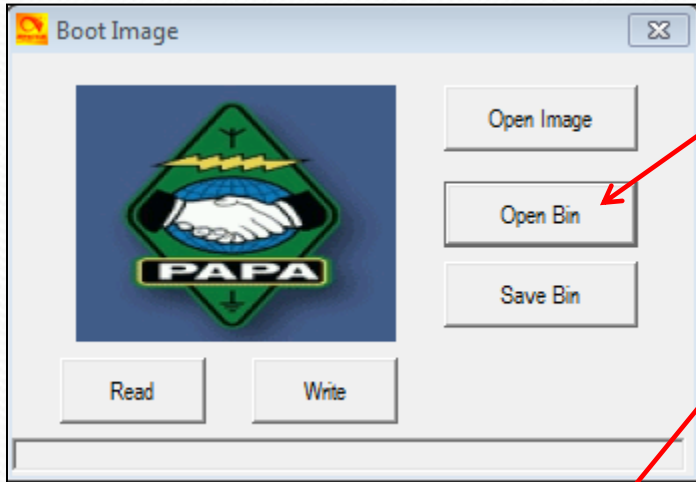 Boot Image
Open Image
Open Bin
PAPA
Save Bin
Read
Write